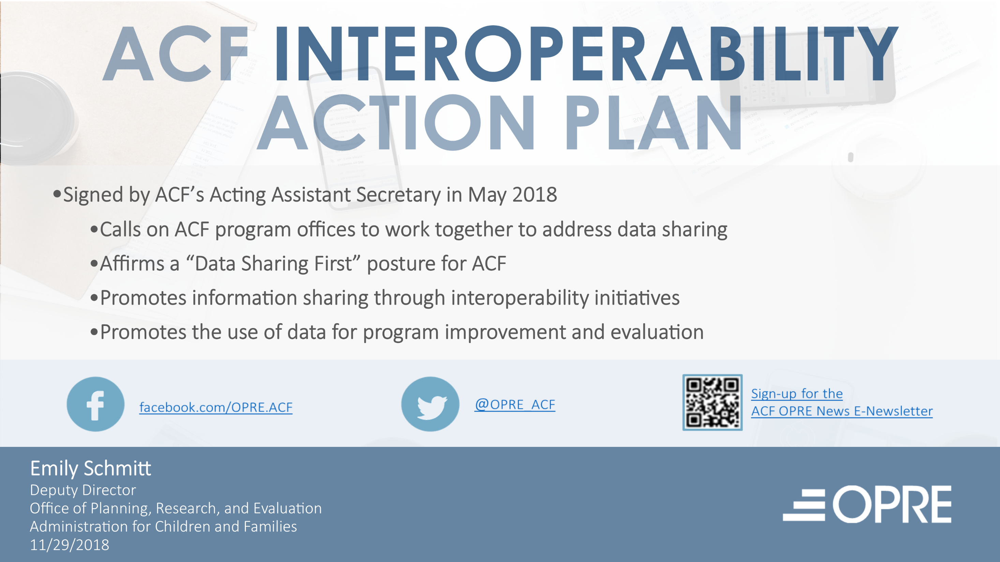 ACF INTEROPERABILITY
ACTION PLAN
•Signed by ACF’s Acting Assistant Secretary in May 2018
•Calls on ACF program offices to work together to address data sharing
•Affirms a “Data Sharing First” posture for ACF
•Promotes information sharing through interoperability initiatives
•Promotes the use of data for program improvement and evaluation
facebook.com/OPRE.ACF
@OPRE_ACF
Sign-up for the
ACF OPRE News E-Newsletter
Emily Schmitt
Deputy Director
Office of Planning, Research, and Evaluation
Administration for Children and Families
11/29/2018
OPRE